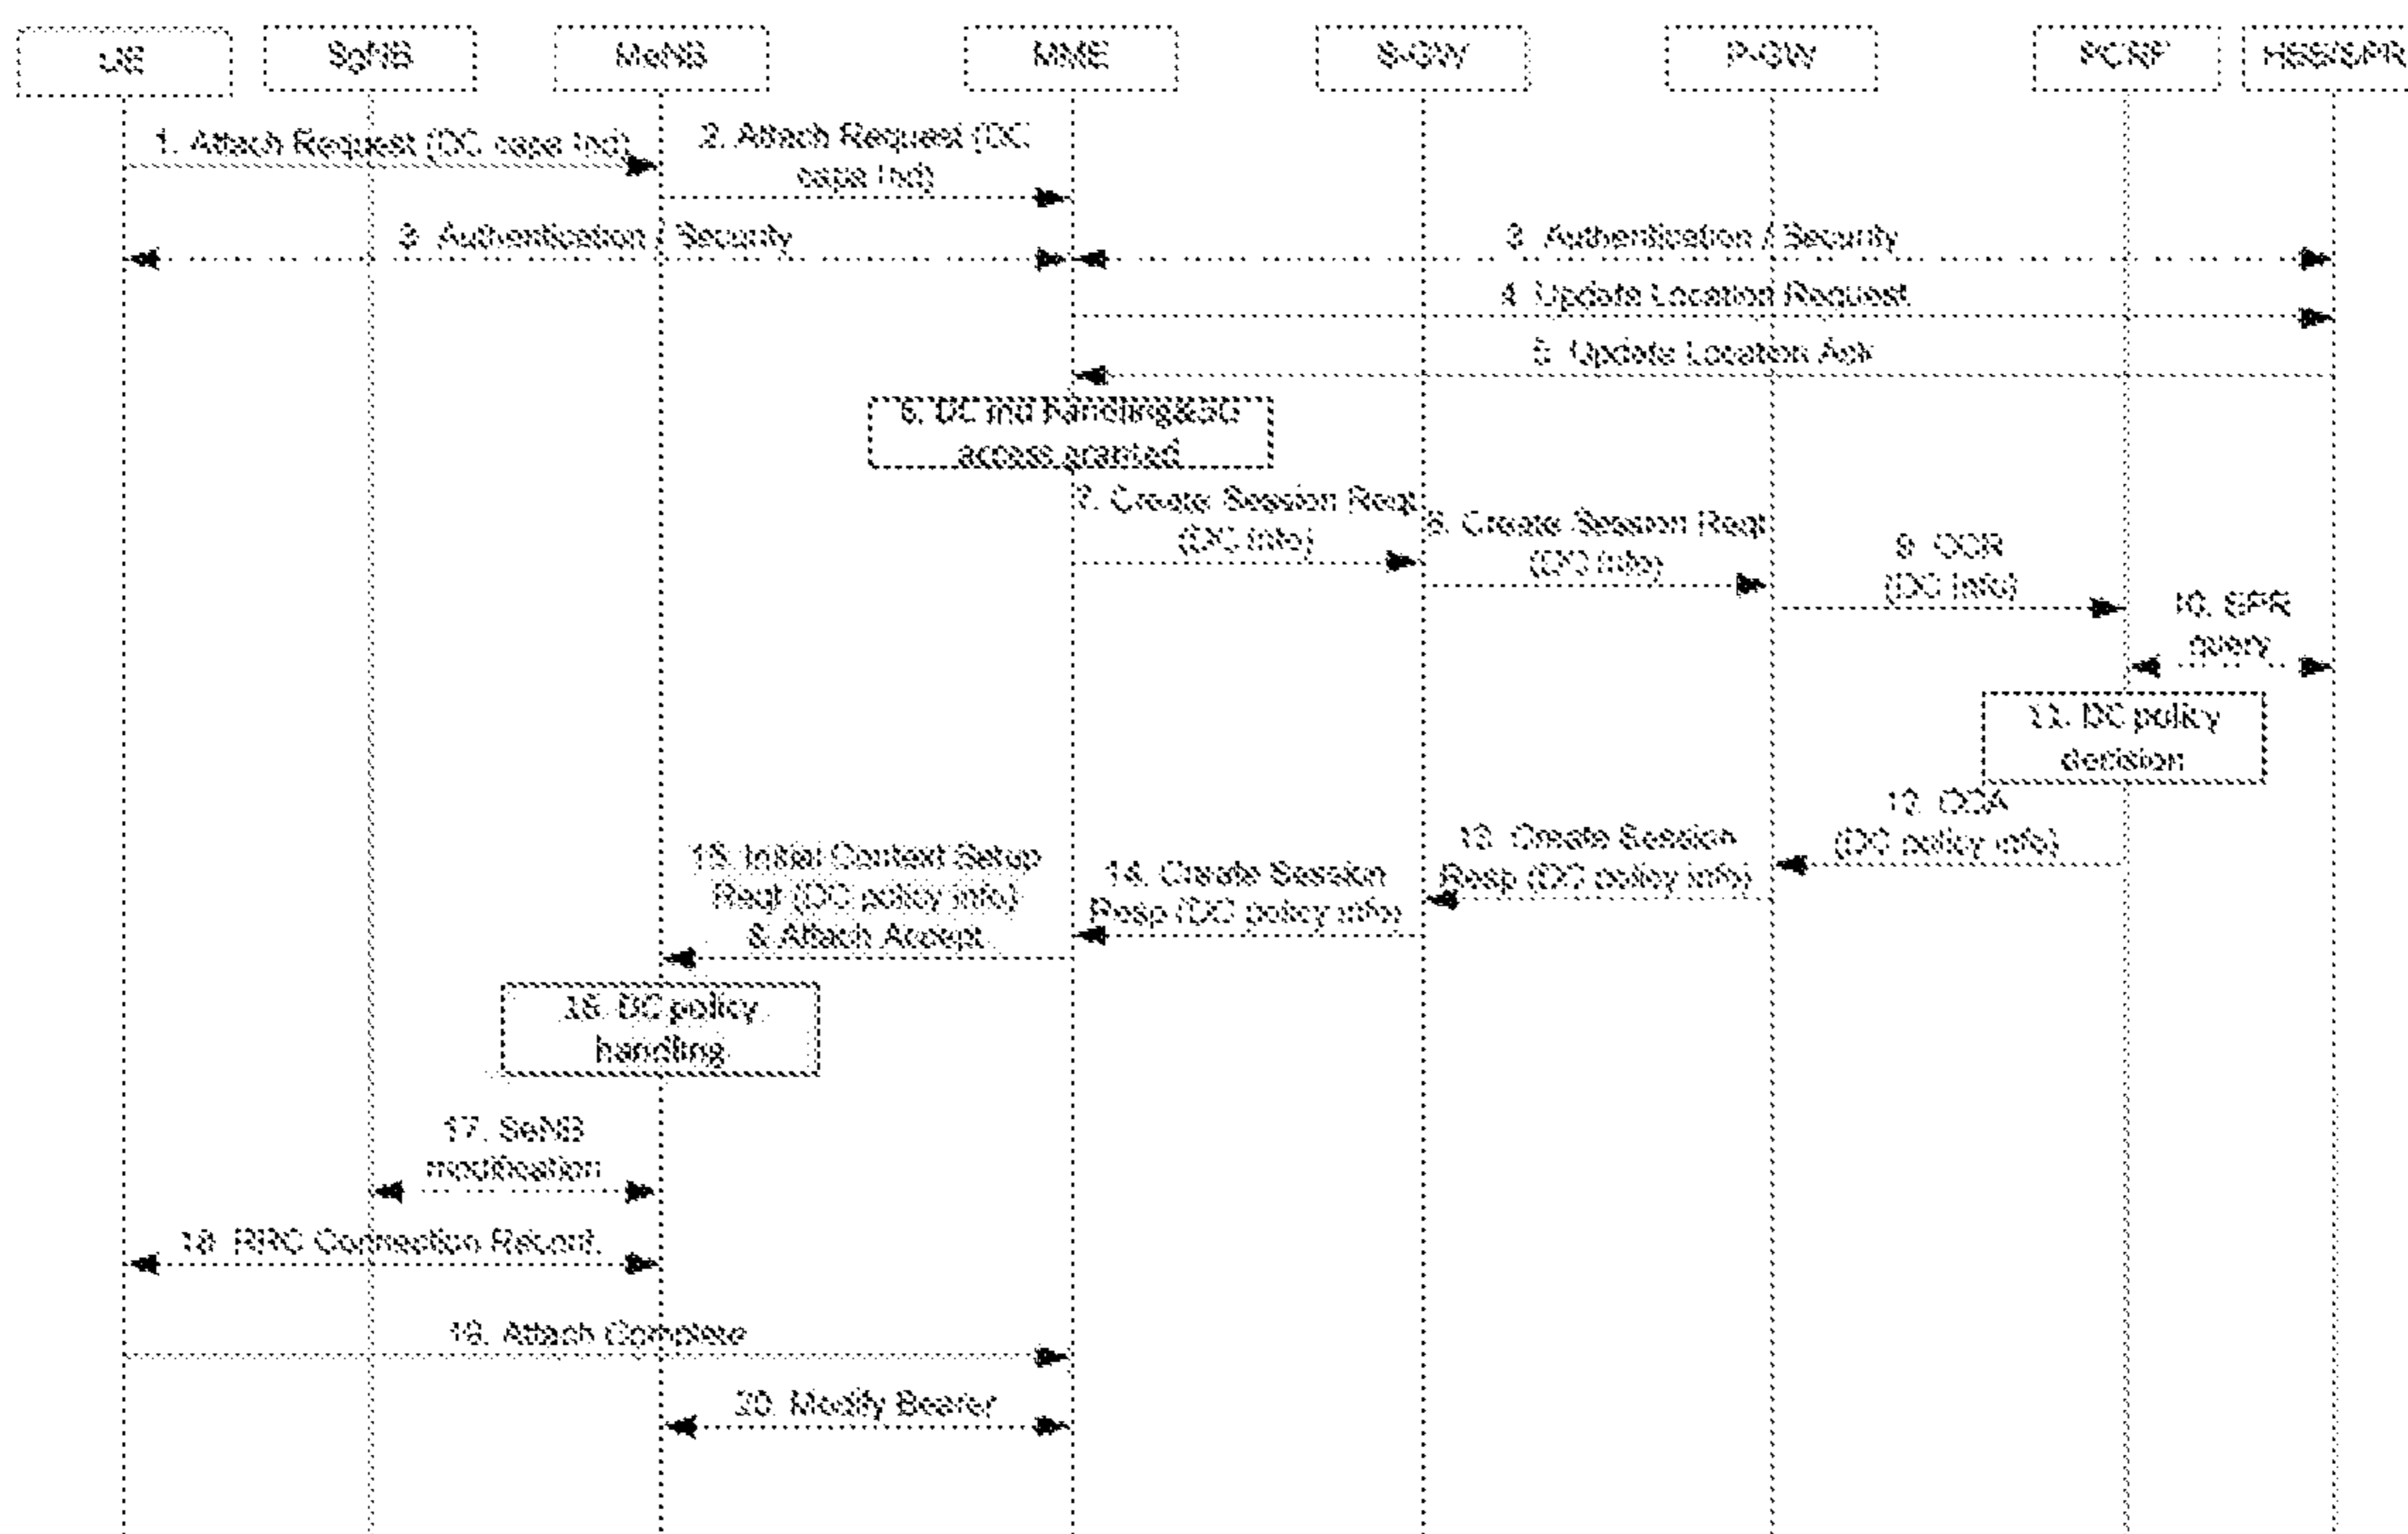 UE
SgNB
MeNB
MME
S-GW
P-GW
PCRF
HSS/SPR
1. Attach Request (DC capa Ind)
2. Attach Request (DC
capa Ind)
3. Authentication / Security
3. Authentication / Security
4. Update Location Request
5. Update Location Ack
6. DC ind handling&5G
access granted
7. Create Session Reqt
(DC Info)
8. Create Session Reqt
(DC Info)
9. CCR
(DC Info)
10. SPR
query
11. DC policy
decision
12. CCA
(DC policy info)
13. Create Session
Resp (DC policy info)
14. Create Session
Resp (DC policy info)
15. Initial Context Setup
Reqt (DC policy info)
& Attach Accept
16. DC policy
handling
17. SeNB
modification
18. RRC Connection Reconf.
19. Attach Complete
20. Modify Bearer